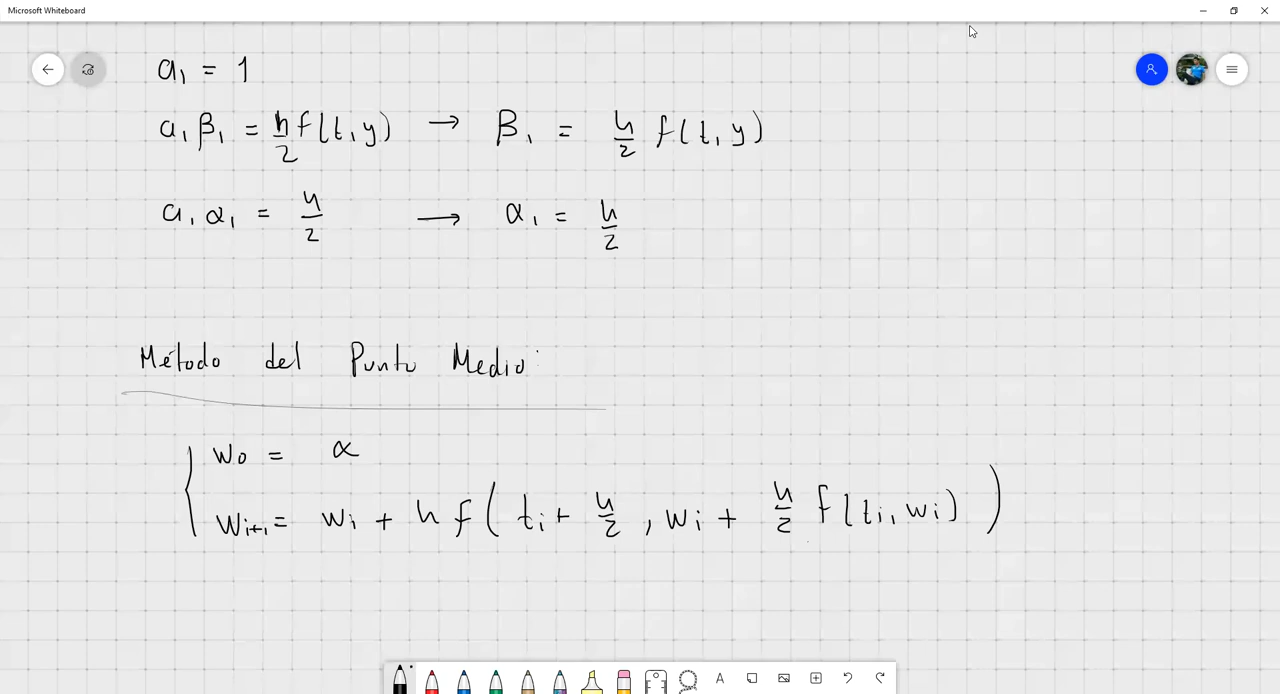 Microsoft Whiteboard
a₁ = 1
a₁β₁ = h/2 f(t,y) → β₁ = h/2 f(t,y)
a₁α₁ = h/2 → α₁ = h/2
Método del Punto Medio:
w₀ = α
wᵢ₊₁ = wᵢ + h f(tᵢ + h/2, wᵢ + h/2 f(tᵢ, wᵢ))
A